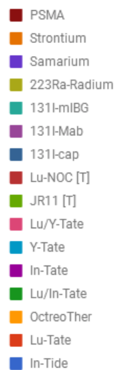 PSMA
Strontium
Samarium
223Ra-Radium
131I-mIBG
131I-Mab
131I-cap
Lu-NOC [T]
JR11 [T]
Lu/Y-Tate
Y-Tate
In-Tate
Lu/In-Tate
OctreoTher
Lu-Tate
In-Tide